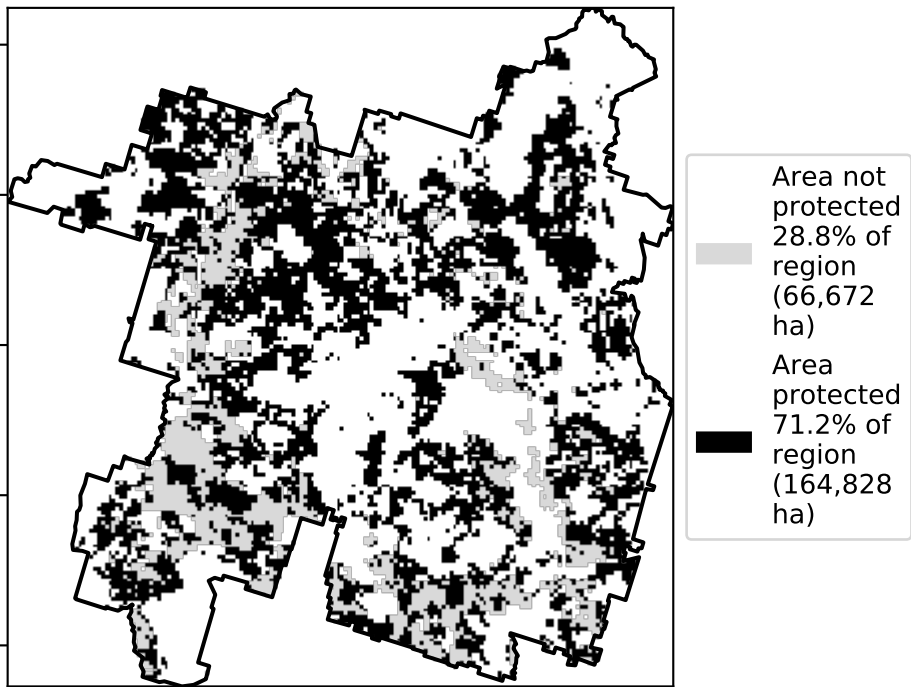 Area not
protected
28.8% of
region
(66,672
ha)
Area
protected
71.2% of
region
(164,828
ha)